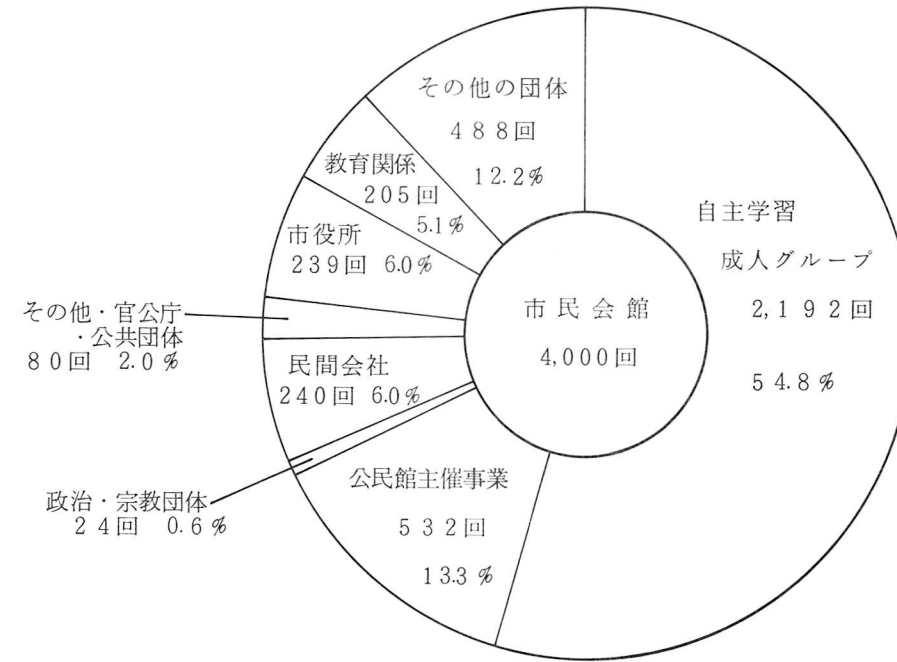 市民会館
4,000回
自主学習
成人グループ
2,192回
54.8%
公民館主催事業
532回
13.3%
政治・宗教団体
24回 0.6%
民間会社
240回 6.0%
その他・官公庁
・公共団体
80回 2.0%
市役所
239回 6.0%
教育関係
205回
5.1%
その他の団体
488回
12.2%